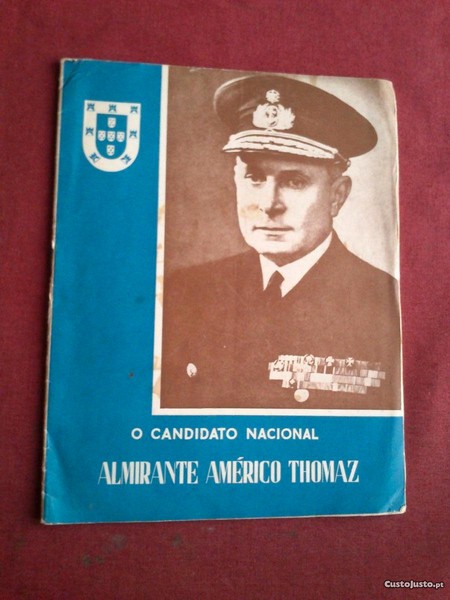 O CANDIDATO NACIONAL
ALMIRANTE AMÉRICO THOMAZ
CustoJusto.pt